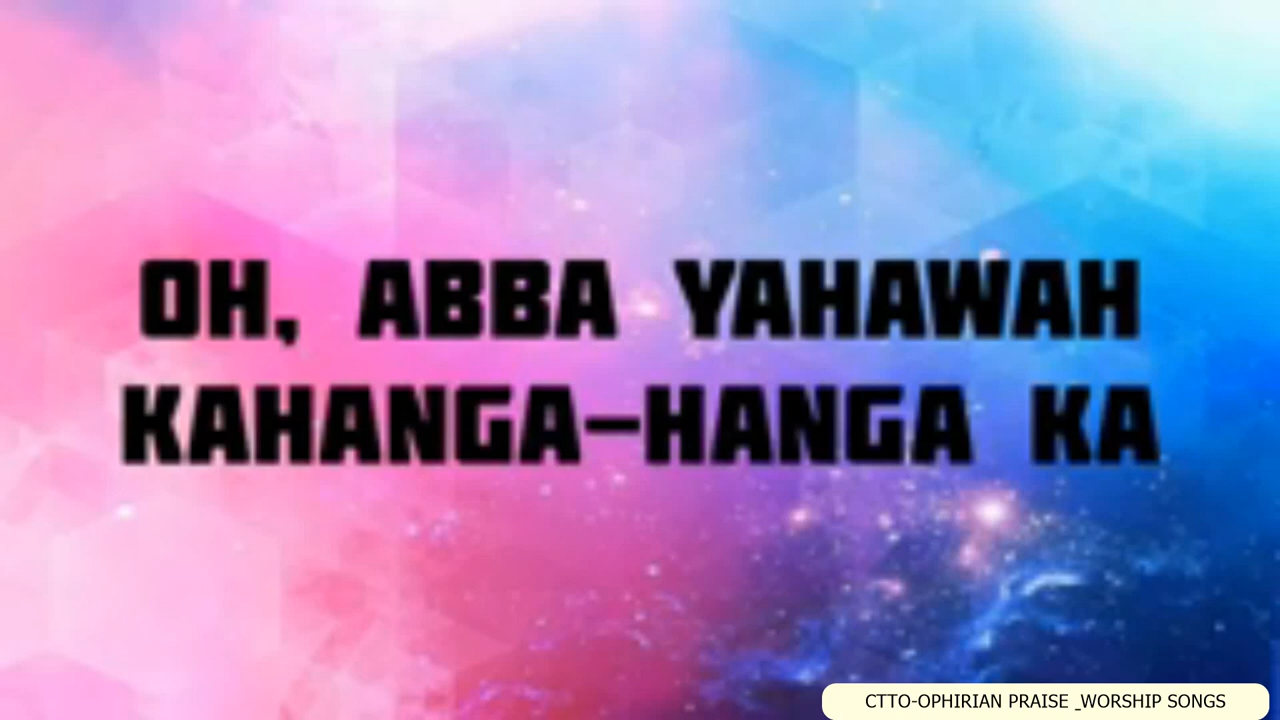 OH, ABBA YAHAWAH
KAHANGA-HANGA KA
CTTO-OPHIRIAN PRAISE _WORSHIP SONGS